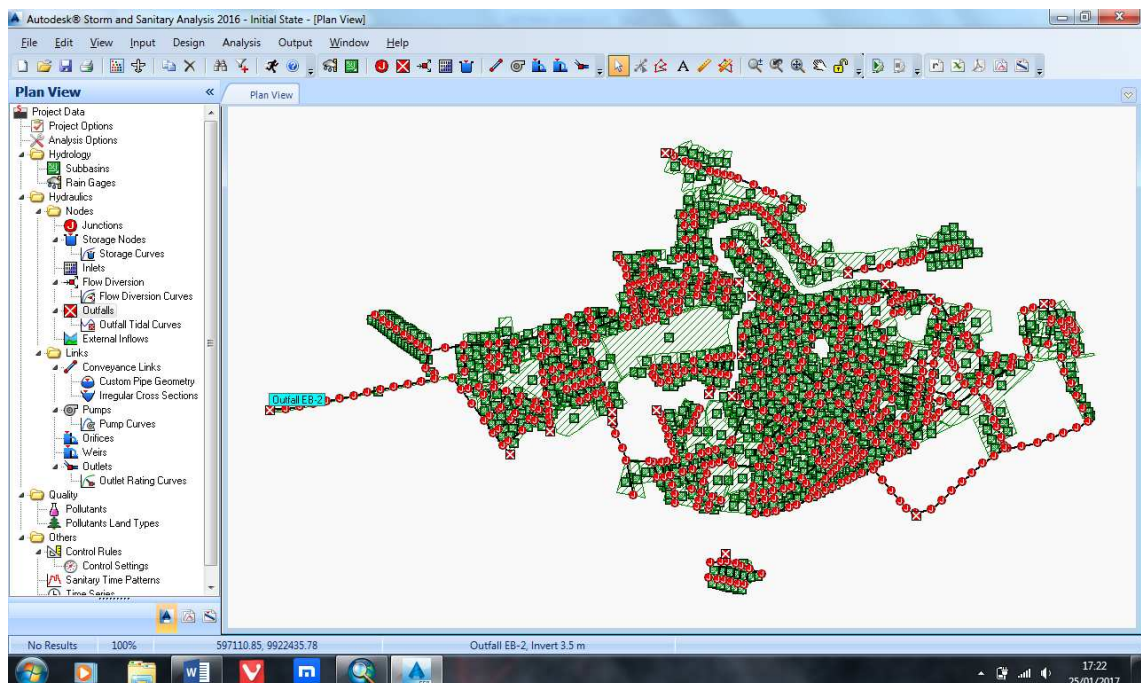 Autodesk® Storm and Sanitary Analysis 2016 - Initial State - [Plan View]
File Edit View Input Design Analysis Output Window Help
Plan View «
Plan View
Project Data
Project Options
Analysis Options
Hydrology
Subbasins
Rain Gages
Hydraulics
Nodes
Junctions
Storage Nodes
Storage Curves
Inlets
Flow Diversion
Flow Diversion Curves
Outfalls
Outfall Tidal Curves
External Inflows
Links
Conveyance Links
Custom Pipe Geometry
Irregular Cross Sections
Pumps
Pump Curves
Orifices
Weirs
Outlets
Outlet Rating Curves
Quality
Pollutants
Pollutants Land Types
Others
Control Rules
Control Settings
Sanitary Time Patterns
Time Series
Outfall EB-2
No Results 100% 597110.85, 9922435.78 Outfall EB-2, Invert 3.5 m
17:22
25/01/2017